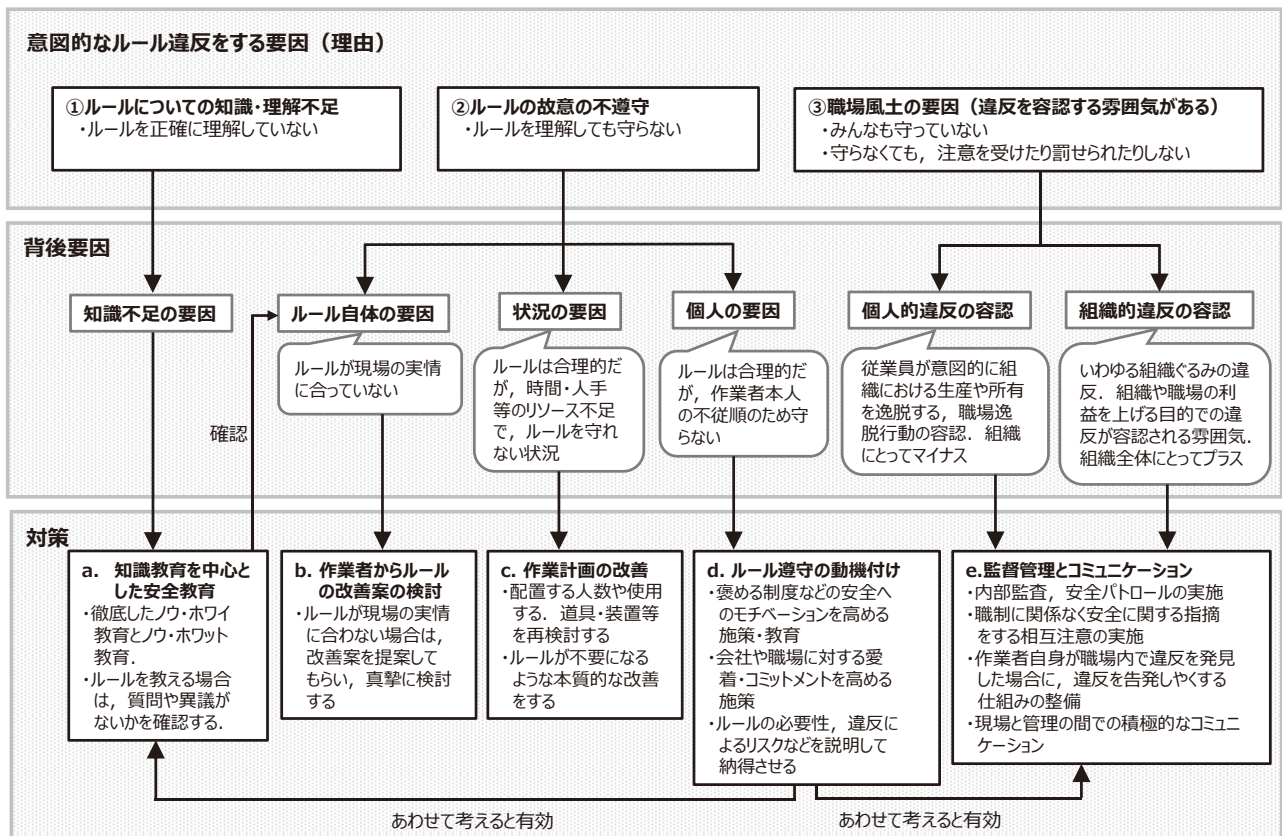 意図的なルール違反をする要因（理由）
①ルールについての知識・理解不足
・ルールを正確に理解していない
②ルールの故意の不遵守
・ルールを理解しても守らない
③職場風土の要因（違反を容認する雰囲気がある）
・みんなも守っていない
・守らなくても，注意を受けたり罰せられたりしない
背後要因
知識不足の要因
ルール自体の要因
状況の要因
個人の要因
個人的違反の容認
組織的違反の容認
ルールが現場の実情
に合っていない
ルールは合理的だ
が，時間・人手
等のリソース不足
で，ルールを守れ
ない状況
ルールは合理的だ
が，作業者本人
の不従順のため守
らない
従業員が意図的に組
織における生産や所有
を逸脱する，職場逸
脱行動の容認．組織
にとってマイナス
いわゆる組織ぐるみの違
反．組織や職場の利
益を上げる目的での違
反が容認される雰囲気．
組織全体にとってプラス
確認
対策
a. 知識教育を中心と
した安全教育
・徹底したノウ・ホワイ
教育とノウ・ホワット
教育．
・ルールを教える場合
は，質問や異議が
ないかを確認する．
b. 作業者からルール
の改善案の検討
・ルールが現場の実情
に合わない場合は，
改善案を提案して
もらい，真摯に検討
する
c. 作業計画の改善
・配置する人数や使用
する．道具・装置等
を再検討する
・ルールが不要になる
ような本質的な改善
をする
d. ルール遵守の動機付け
・褒める制度などの安全へ
のモチベーションを高める
施策・教育
・会社や職場に対する愛
着・コミットメントを高める
施策
・ルールの必要性，違反に
よるリスクなどを説明して
納得させる
e.監督管理とコミュニケーション
・内部監査，安全パトロールの実施
・職制に関係なく安全に関する指摘
をする相互注意の実施
・作業者自身が職場内で違反を発見
した場合に，違反を告発しやくする
仕組みの整備
・現場と管理の間での積極的なコミュニ
ケーション
あわせて考えると有効
あわせて考えると有効